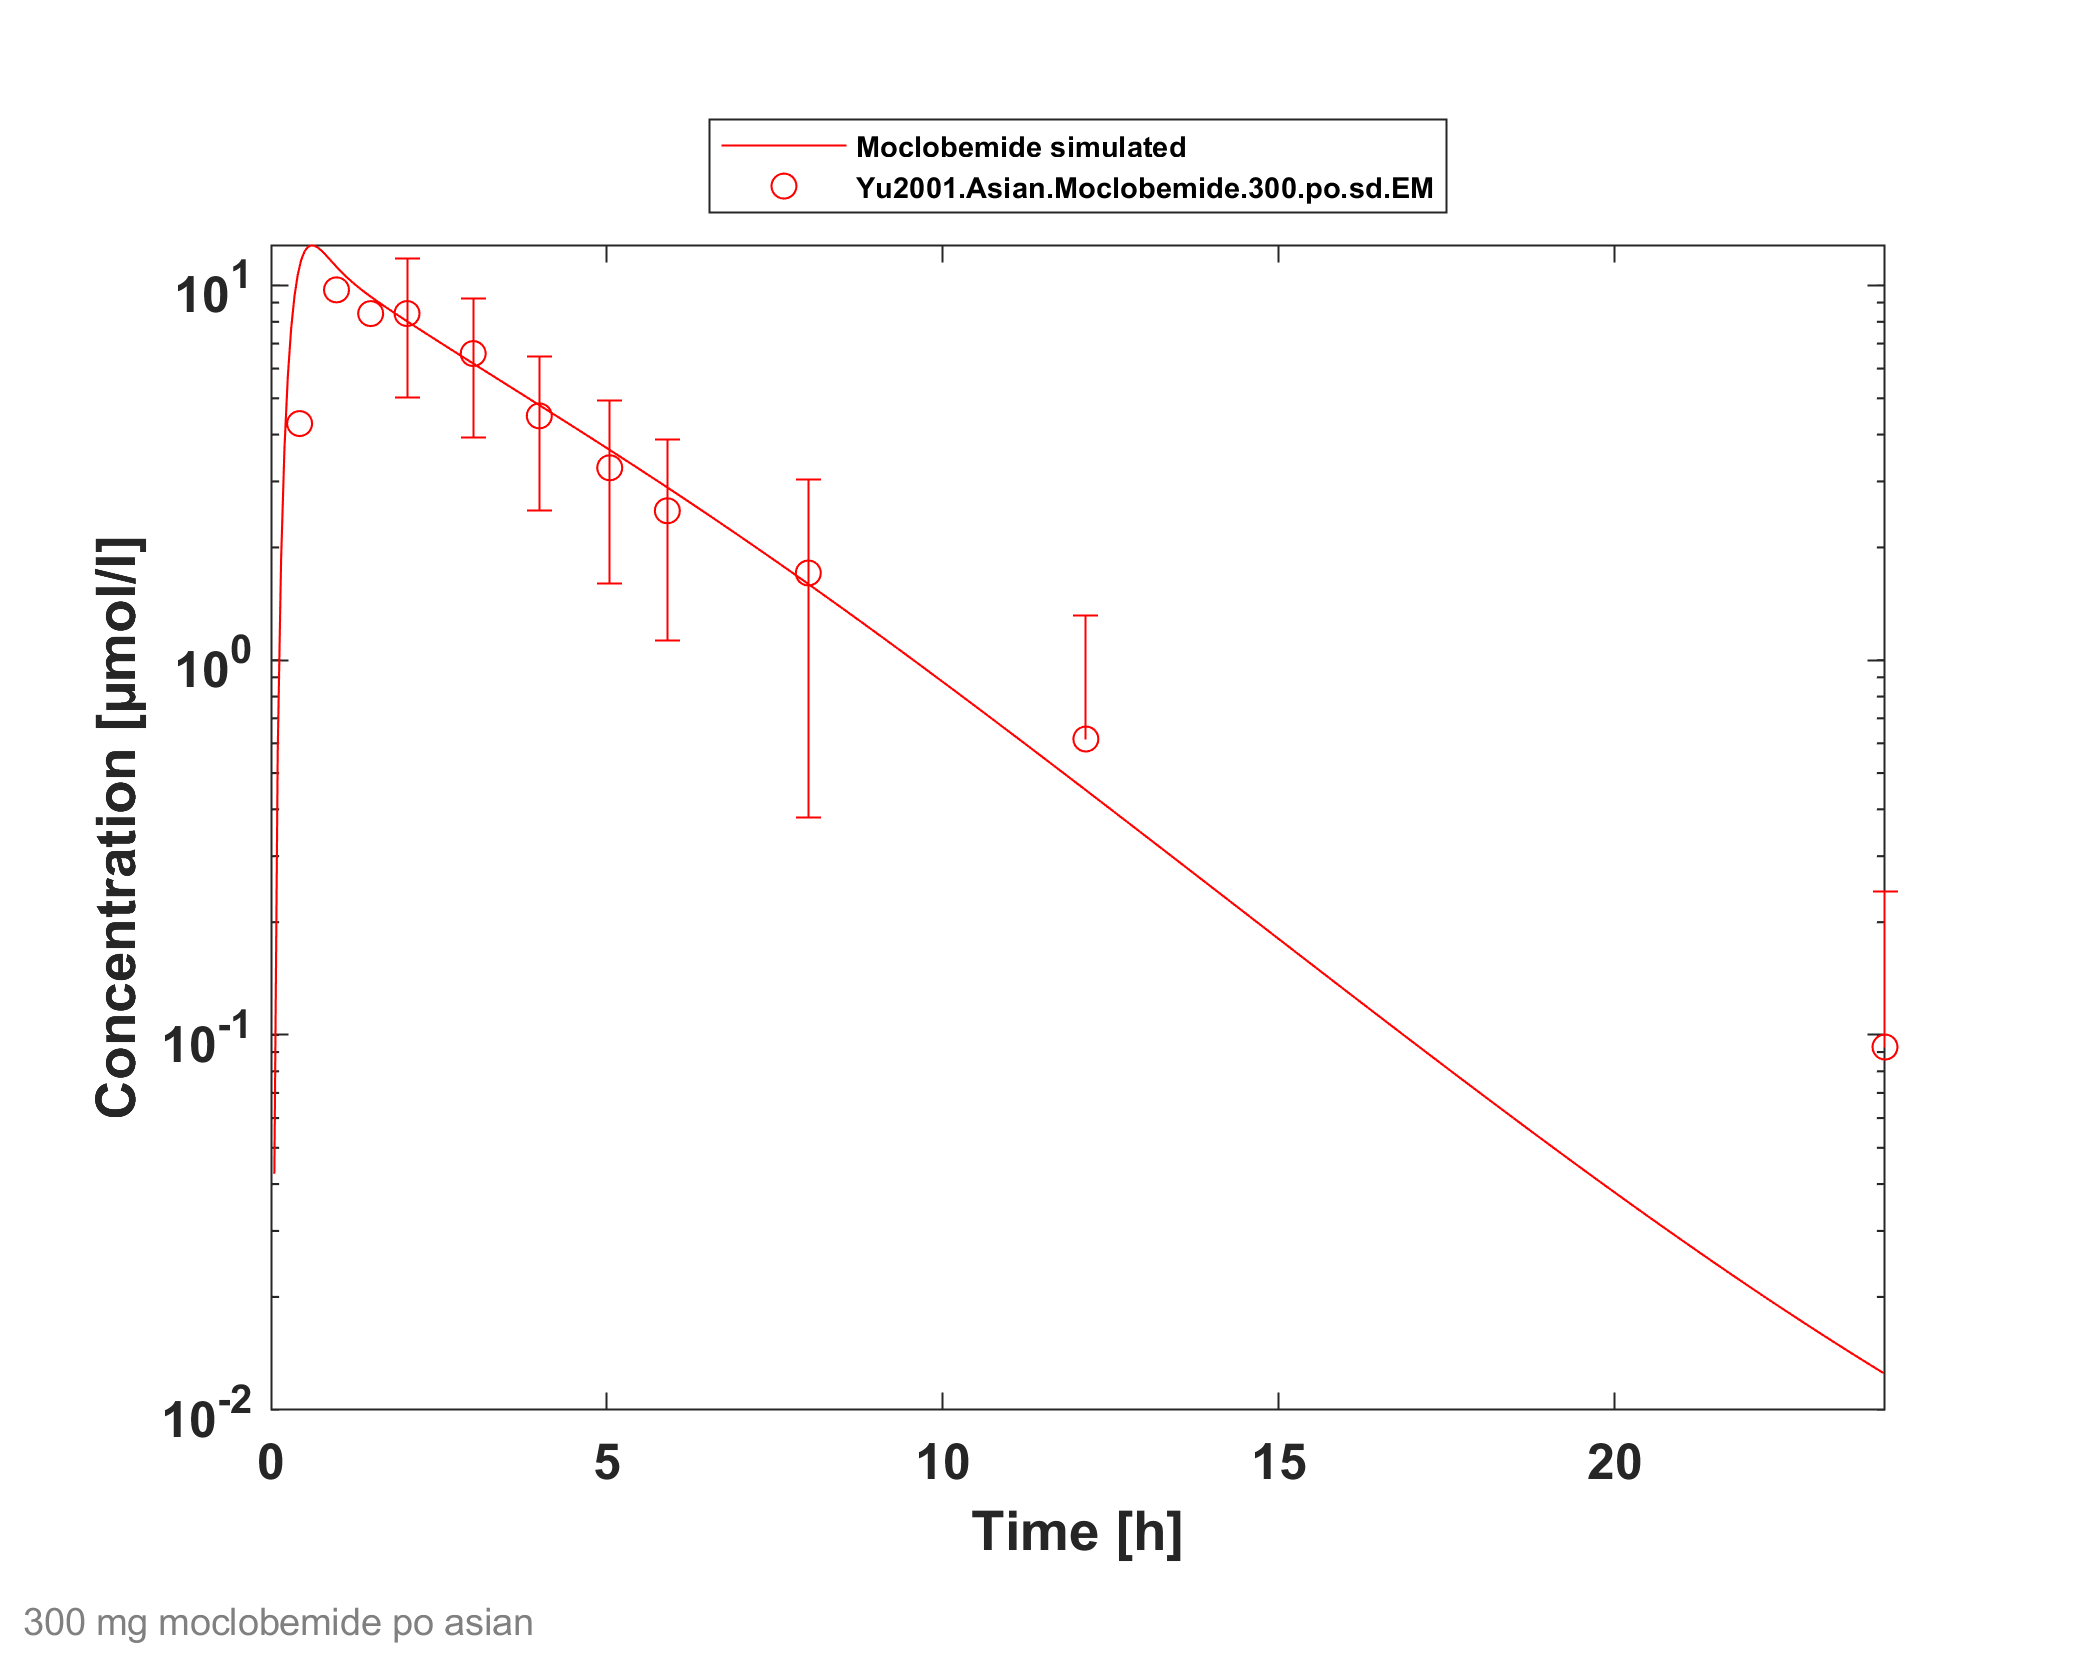 Moclobemide simulated
Yu2001.Asian.Moclobemide.300.po.sd.EM
10^1
10^0
10^-1
10^-2
Concentration [µmol/l]
0 5 10 15 20
Time [h]
300 mg moclobemide po asian